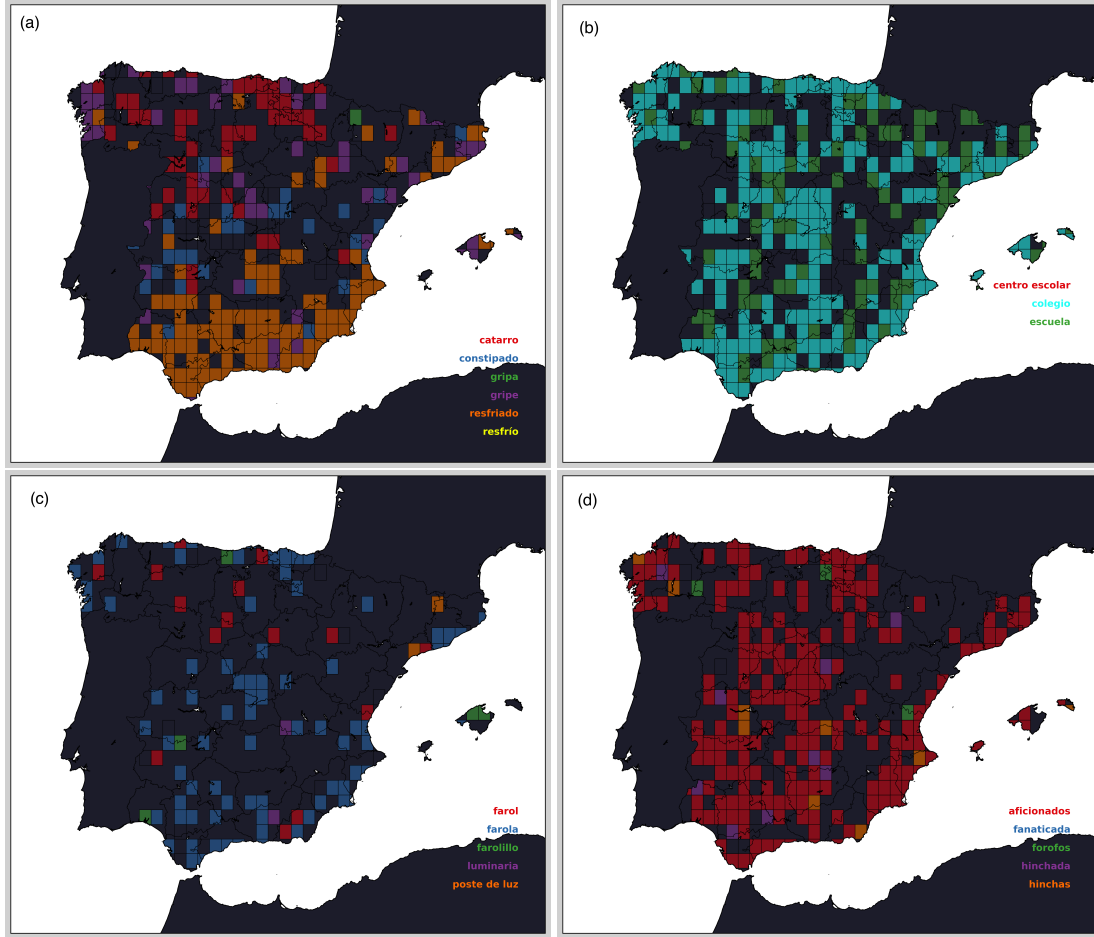 (a)
catarro
constipado
gripa
gripe
resfriado
resfrío
(b)
centro escolar
colegio
escuela
(c)
farol
farola
farolillo
luminaria
poste de luz
(d)
aficionados
fanaticada
forofos
hinchada
hinchas